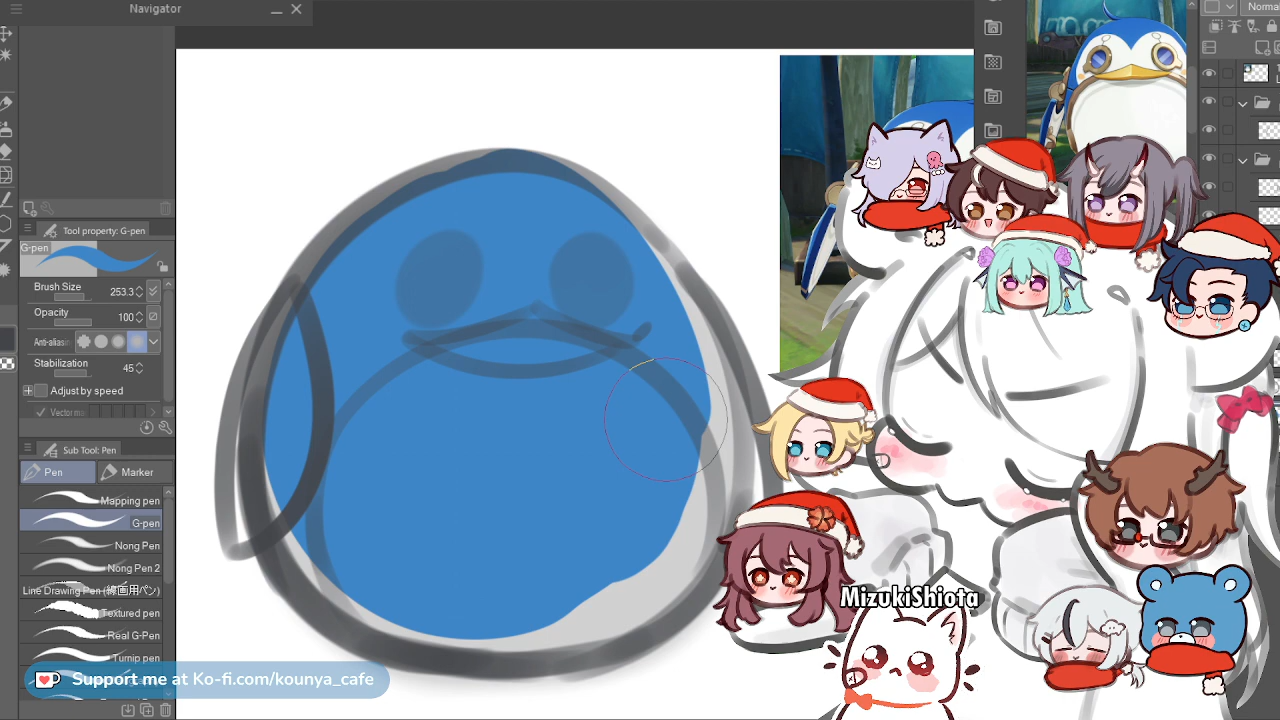 Navigator
Norma
Tool property: G-pen
G-pen
Brush Size 253.3
Opacity 100
Anti-alias
Stabilization 45
Adjust by speed
Vector ma
Sub Tool: Pen
Pen Marker
Mapping pen
G-pen
Nong Pen
Nong Pen 2
Line Drawing Pen (線画用ペン)
Textured pen
Real G-Pen
Turnip pen
MizukiShiota
Support me at Ko-fi.com/kounya_cafe